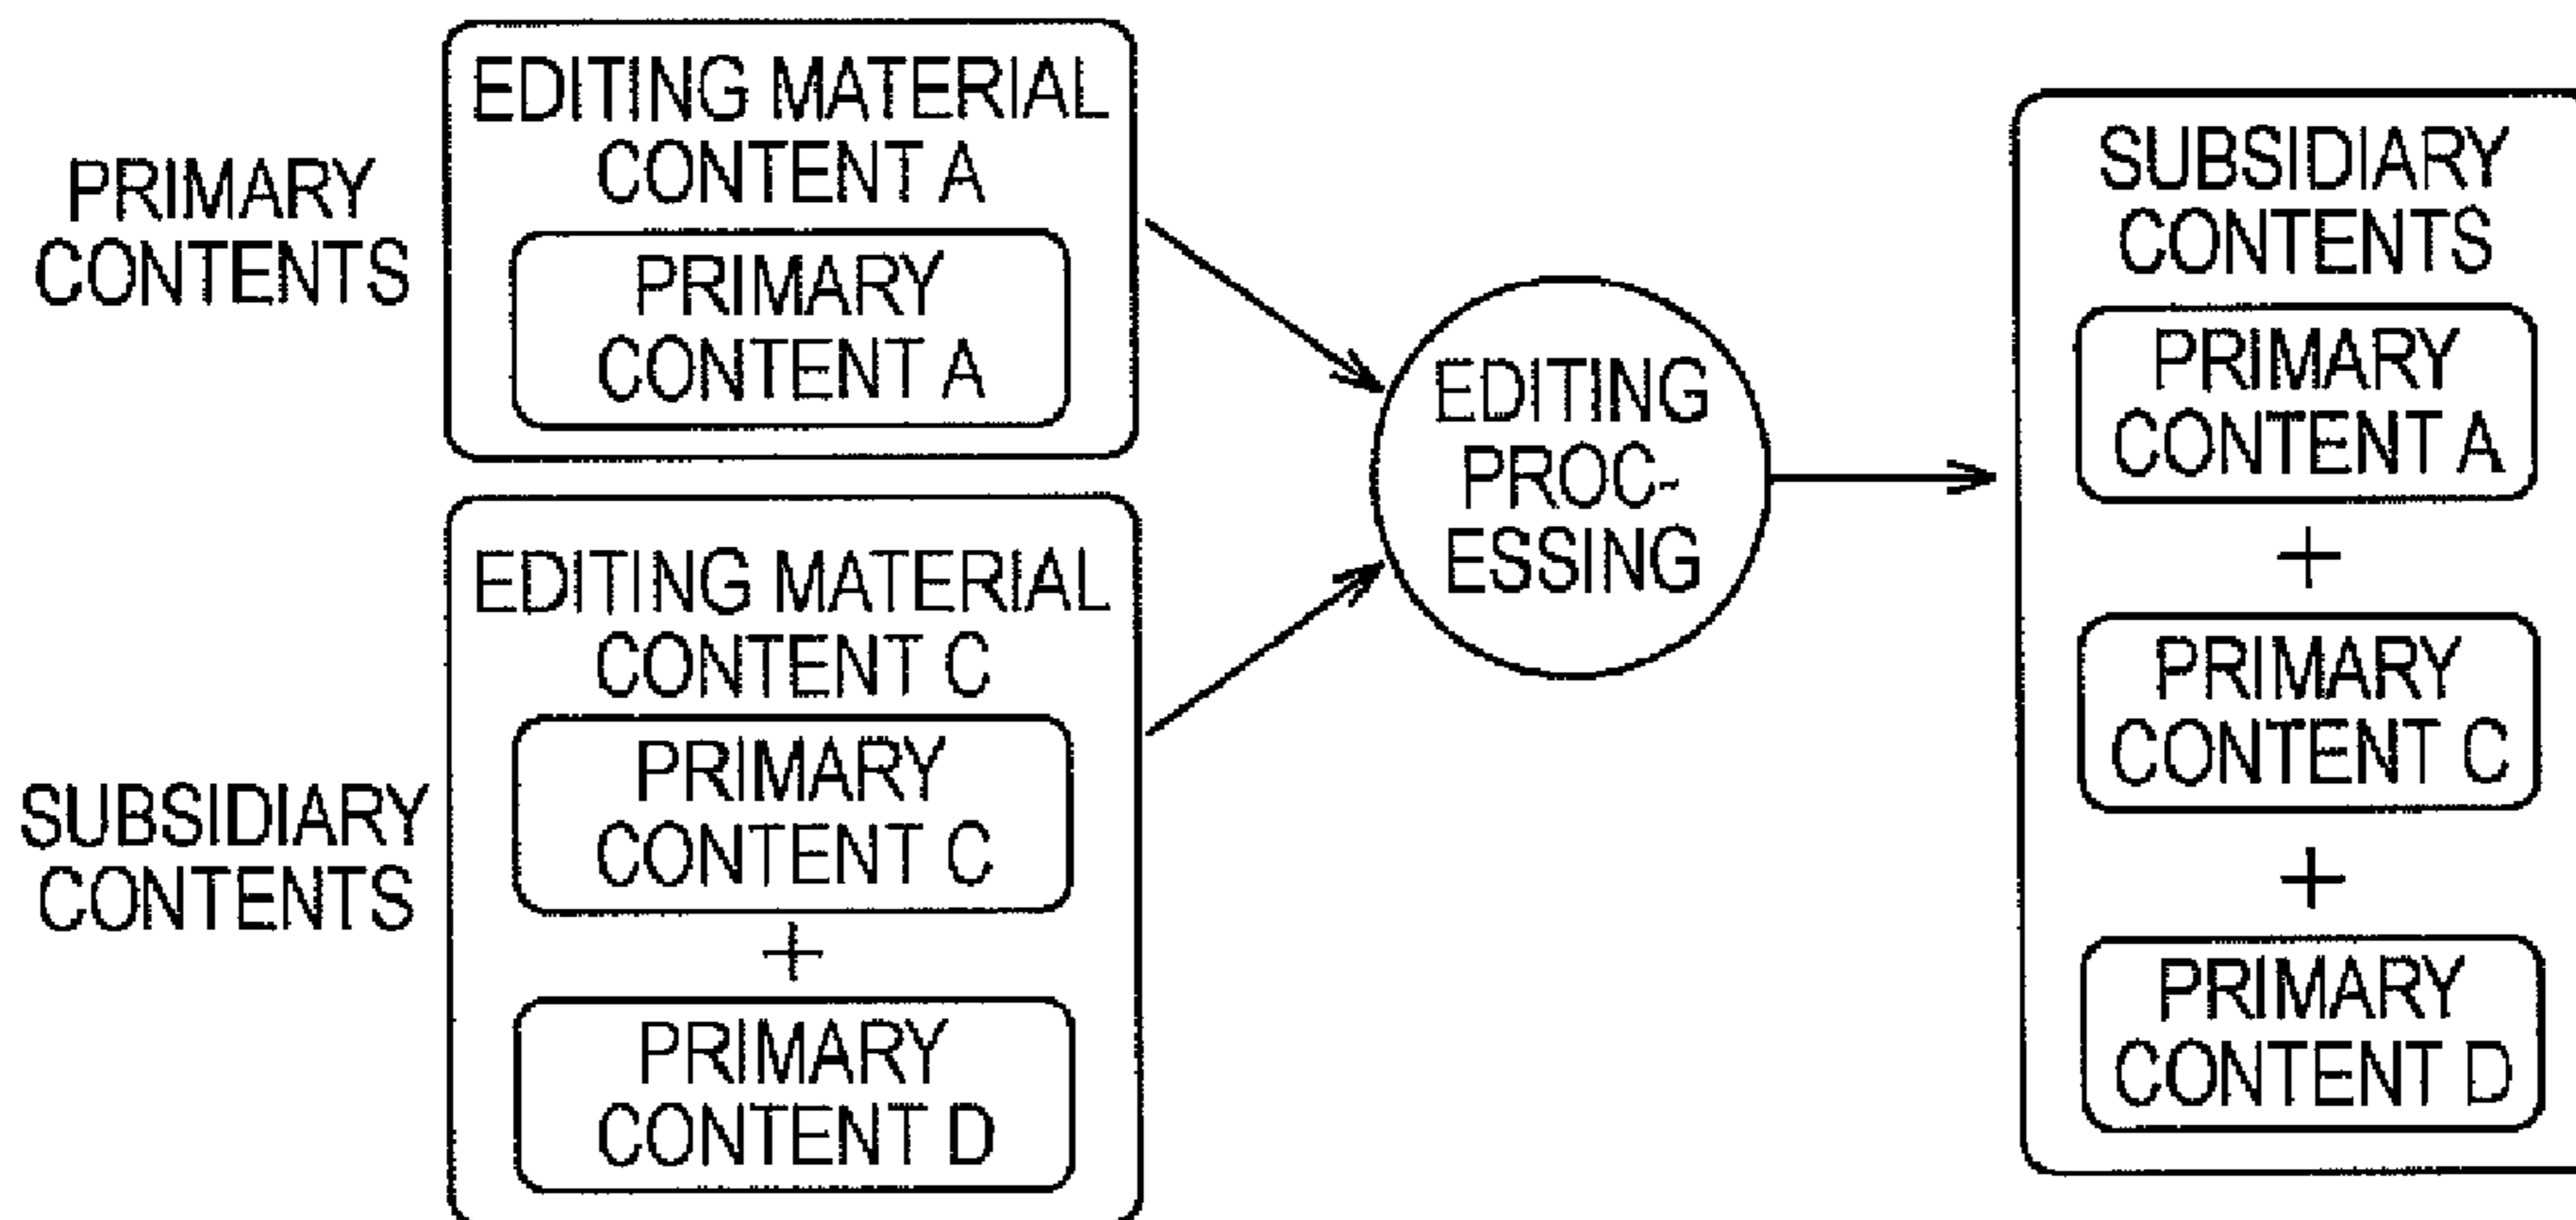 PRIMARY
CONTENTS
EDITING MATERIAL
CONTENT A
PRIMARY
CONTENT A
SUBSIDIARY
CONTENTS
EDITING MATERIAL
CONTENT C
PRIMARY
CONTENT C
+
PRIMARY
CONTENT D
EDITING
PROC-
ESSING
SUBSIDIARY
CONTENTS
PRIMARY
CONTENT A
+
PRIMARY
CONTENT C
+
PRIMARY
CONTENT D